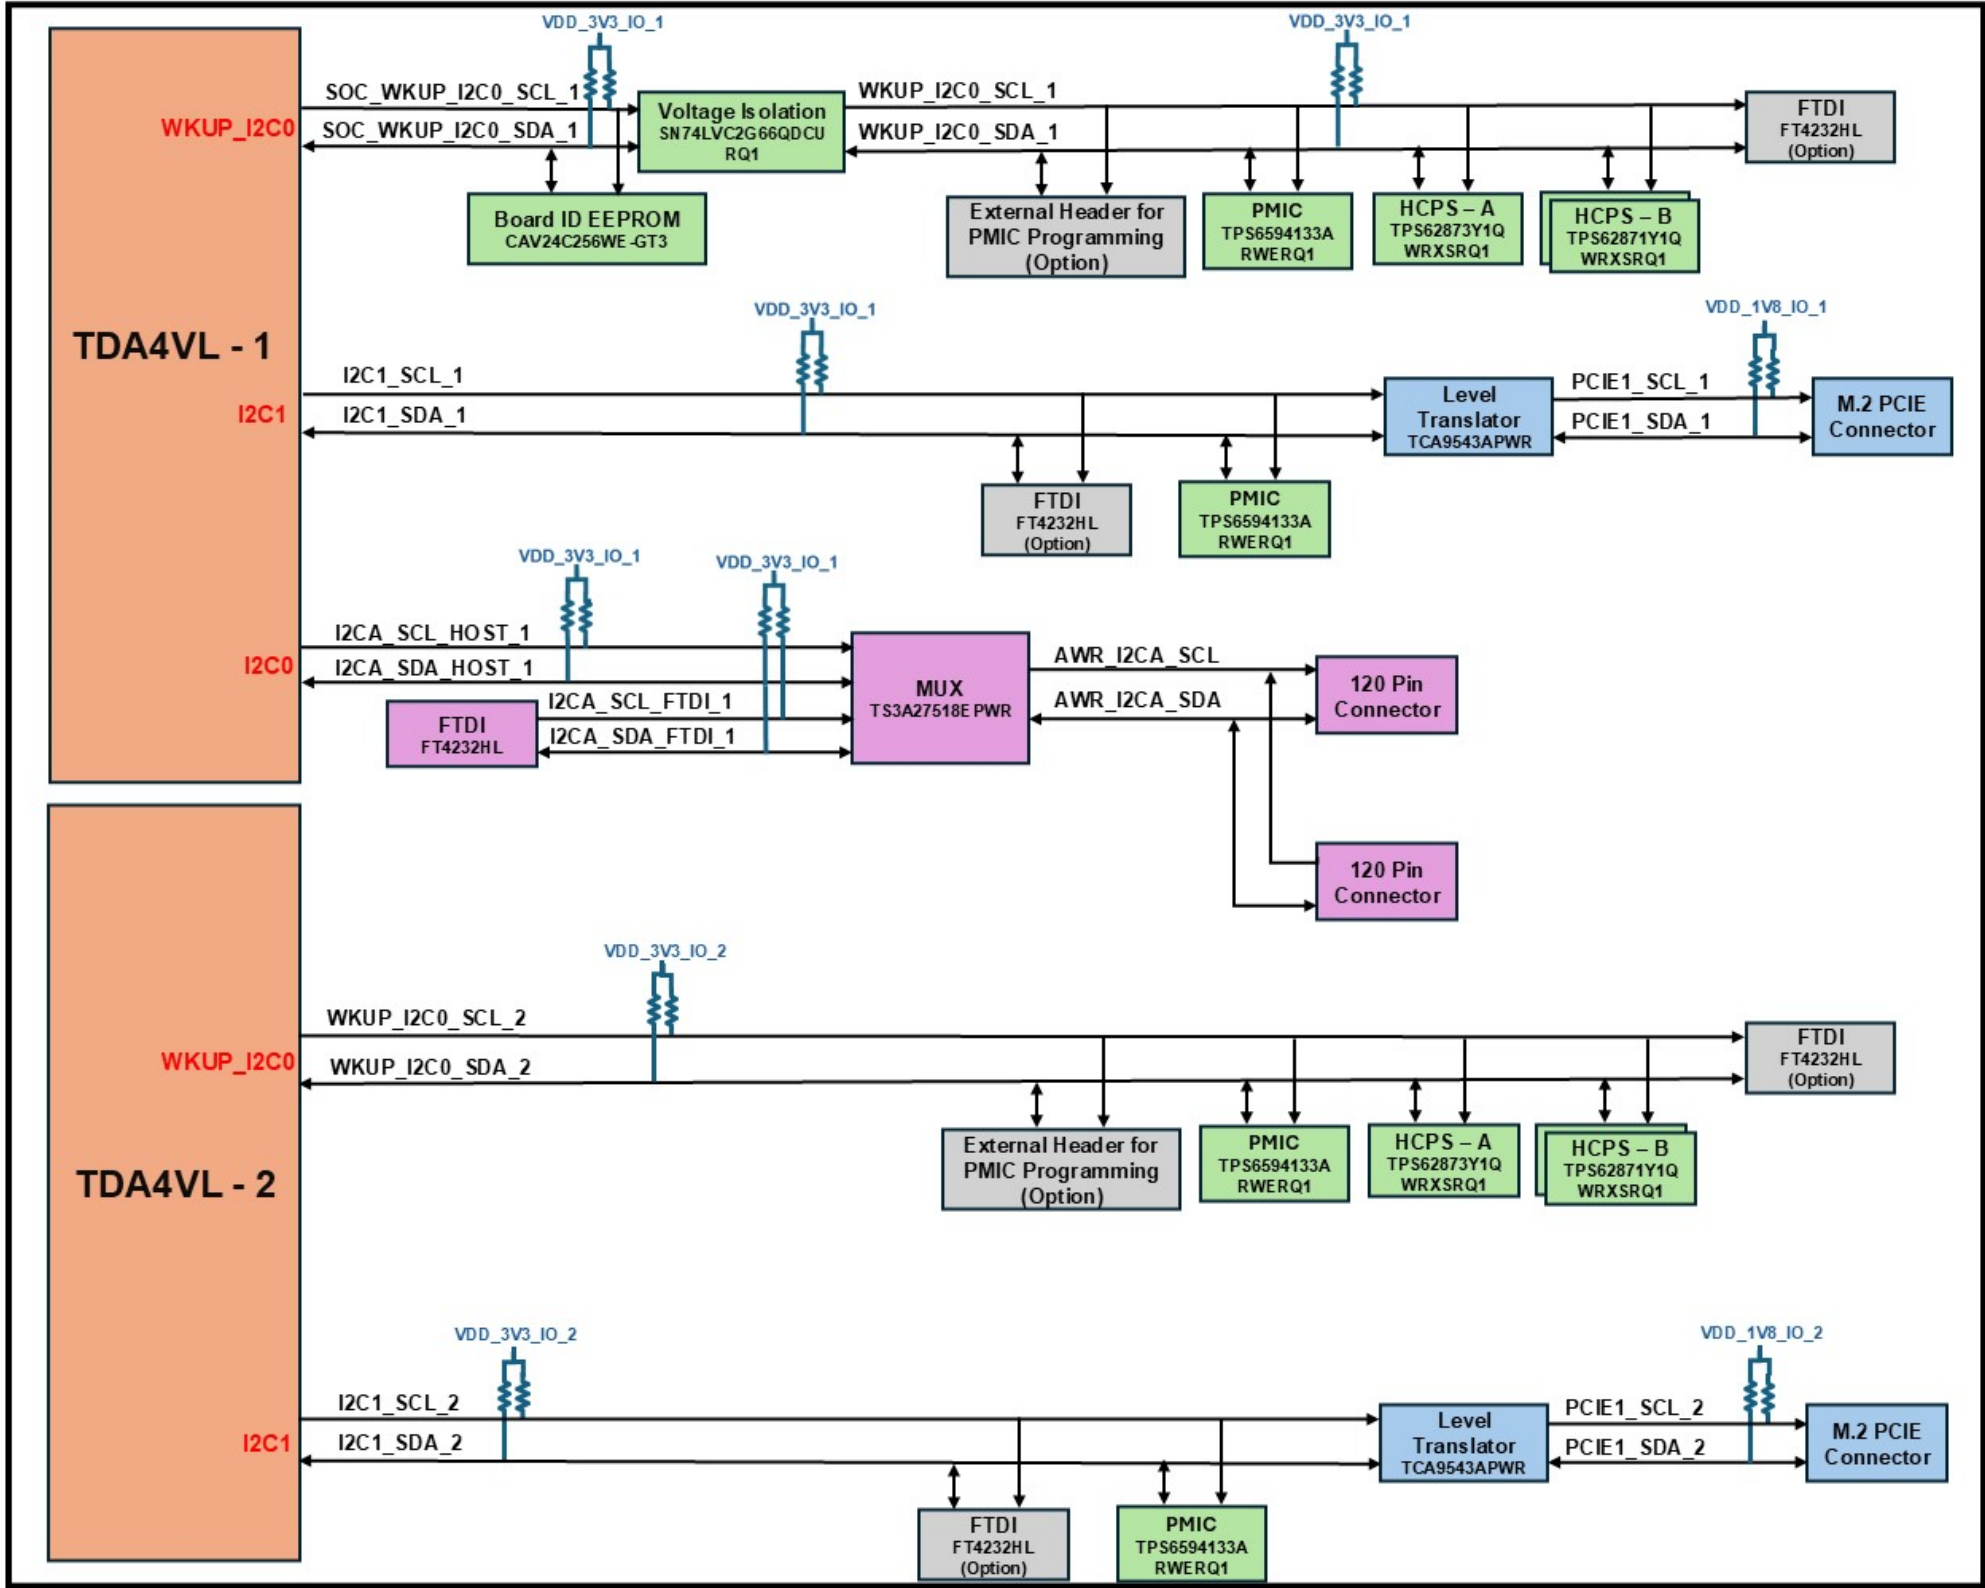 VDD_3V3_IO_1
VDD_3V3_IO_1
SOC_WKUP_I2C0_SCL_1
WKUP_I2C0_SCL_1
WKUP_I2C0
SOC_WKUP_I2C0_SDA_1
WKUP_I2C0_SDA_1
Voltage Isolation
SN74LVC2G66QDCU
RQ1
FTDI
FT4232HL
(Option)
Board ID EEPROM
CAV24C256WE-GT3
External Header for
PMIC Programming
(Option)
PMIC
TPS6594133A
RWERQ1
HCPS – A
TPS62873Y1Q
WRXSRQ1
HCPS – B
TPS62871Y1Q
WRXSRQ1
TDA4VL - 1
VDD_3V3_IO_1
VDD_1V8_IO_1
I2C1_SCL_1
I2C1
I2C1_SDA_1
Level
Translator
TCA9543APWR
PCIE1_SCL_1
PCIE1_SDA_1
M.2 PCIE
Connector
FTDI
FT4232HL
(Option)
PMIC
TPS6594133A
RWERQ1
VDD_3V3_IO_1
VDD_3V3_IO_1
I2CA_SCL_HOST_1
I2C0
I2CA_SDA_HOST_1
I2CA_SCL_FTDI_1
I2CA_SDA_FTDI_1
FTDI
FT4232HL
MUX
TS3A27518EPWR
AWR_I2CA_SCL
AWR_I2CA_SDA
120 Pin
Connector
120 Pin
Connector
VDD_3V3_IO_2
WKUP_I2C0_SCL_2
WKUP_I2C0
WKUP_I2C0_SDA_2
FTDI
FT4232HL
(Option)
External Header for
PMIC Programming
(Option)
PMIC
TPS6594133A
RWERQ1
HCPS – A
TPS62873Y1Q
WRXSRQ1
HCPS – B
TPS62871Y1Q
WRXSRQ1
TDA4VL - 2
VDD_3V3_IO_2
VDD_1V8_IO_2
I2C1_SCL_2
I2C1
I2C1_SDA_2
Level
Translator
TCA9543APWR
PCIE1_SCL_2
PCIE1_SDA_2
M.2 PCIE
Connector
FTDI
FT4232HL
(Option)
PMIC
TPS6594133A
RWERQ1